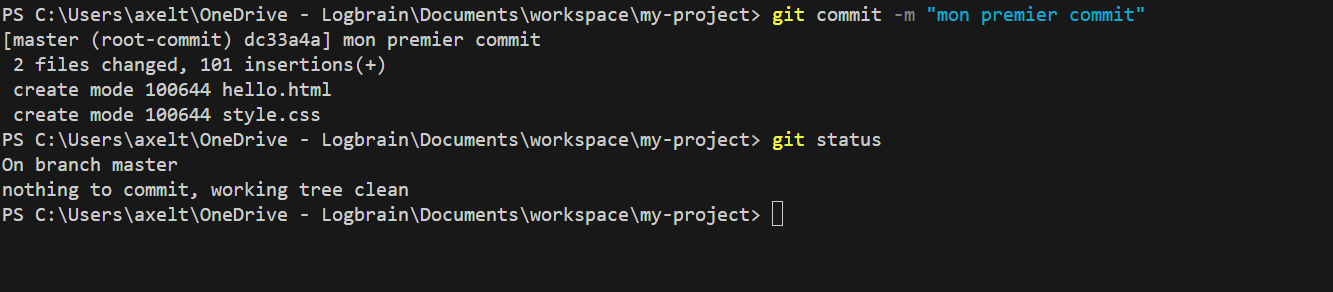 PS C:\Users\axelt\OneDrive - Logbrain\Documents\workspace\my-project> git commit -m "mon premier commit"
[master (root-commit) dc33a4a] mon premier commit
 2 files changed, 101 insertions(+)
 create mode 100644 hello.html
 create mode 100644 style.css
PS C:\Users\axelt\OneDrive - Logbrain\Documents\workspace\my-project> git status
On branch master
nothing to commit, working tree clean
PS C:\Users\axelt\OneDrive - Logbrain\Documents\workspace\my-project>